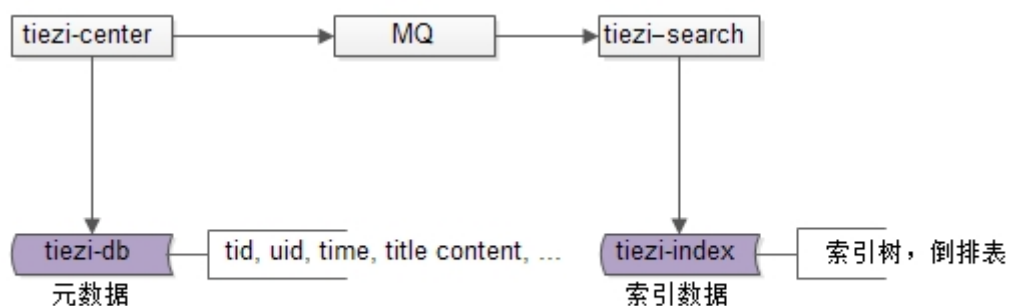 tiezi-center
MQ
tiezi–search
tiezi-db
tid, uid, time, title content, ...
tiezi-index
索引树，倒排表
元数据
索引数据